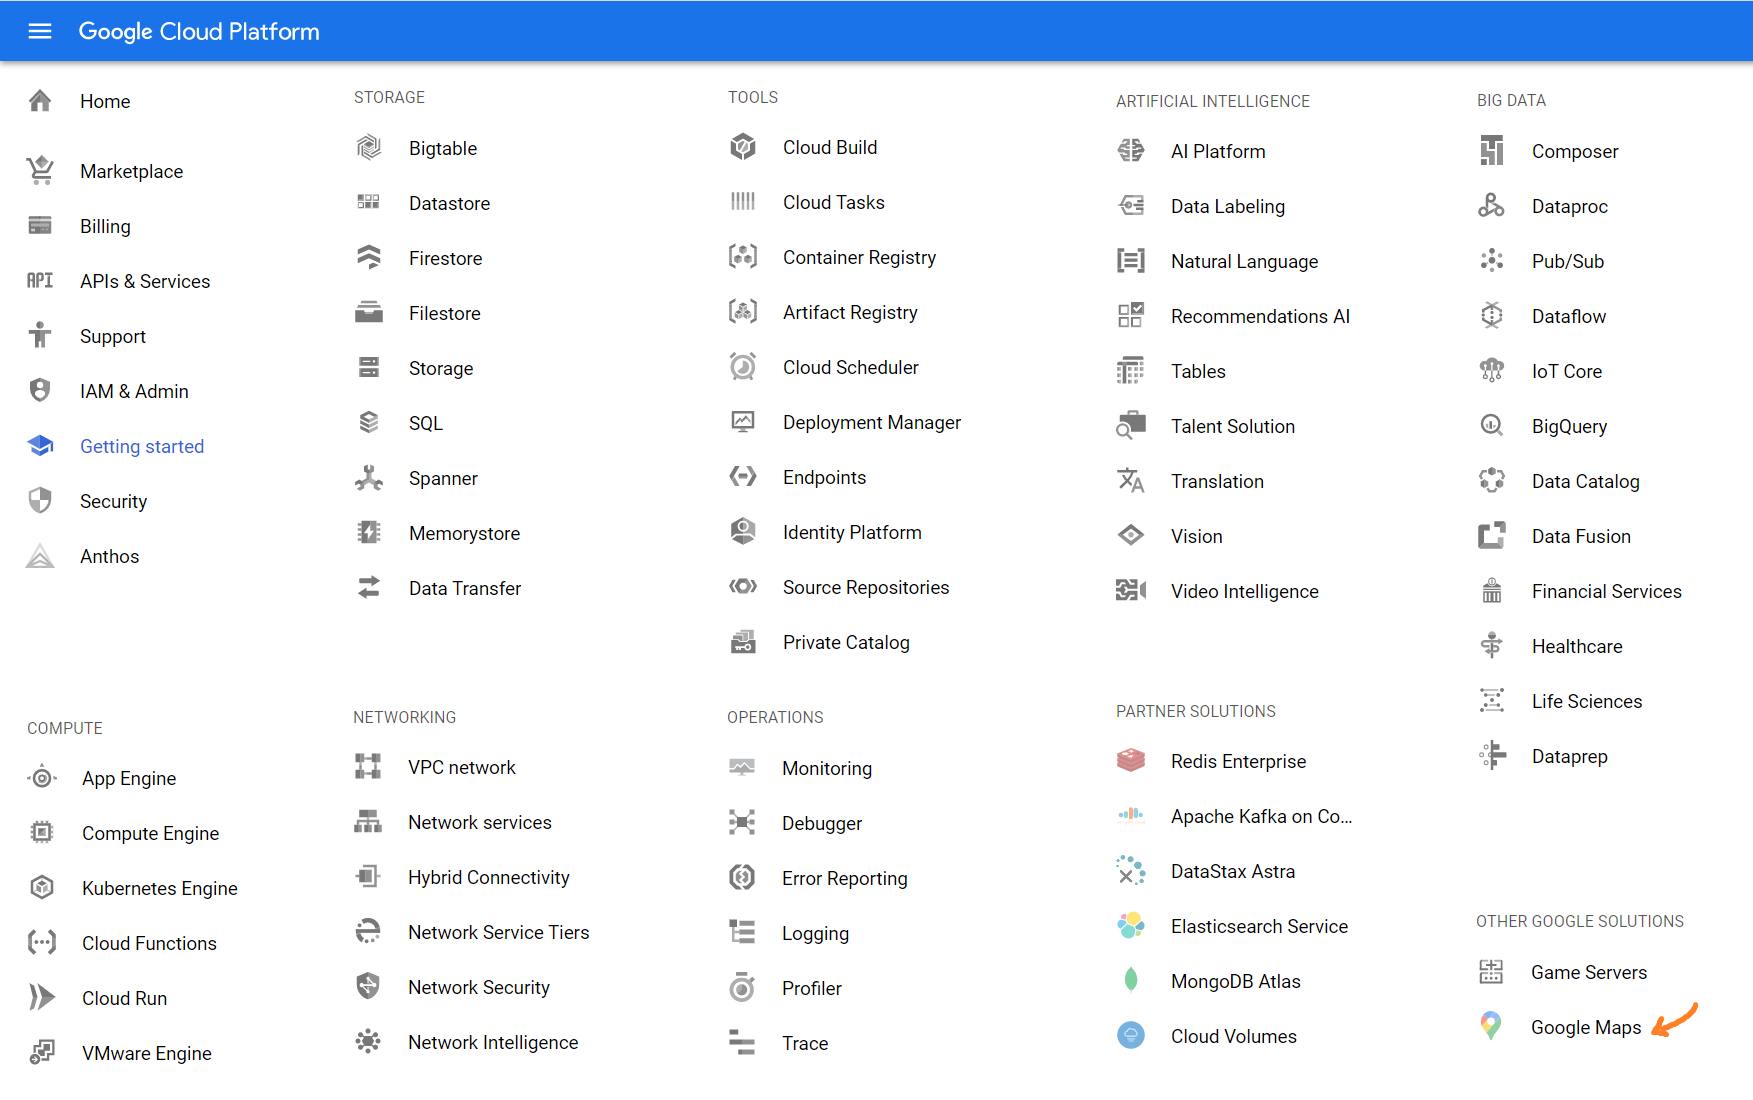 Google Cloud Platform
Home
Marketplace
Billing
API
APIs & Services
Support
IAM & Admin
Getting started
Security
Anthos
STORAGE
Bigtable
Datastore
Firestore
Filestore
Storage
SQL
Spanner
Memorystore
Data Transfer
TOOLS
Cloud Build
Cloud Tasks
Container Registry
Artifact Registry
Cloud Scheduler
Deployment Manager
Endpoints
Identity Platform
Source Repositories
Private Catalog
ARTIFICIAL INTELLIGENCE
AI Platform
Data Labeling
Natural Language
Recommendations AI
Tables
Talent Solution
Translation
Vision
Video Intelligence
BIG DATA
Composer
Dataproc
Pub/Sub
Dataflow
IoT Core
BigQuery
Data Catalog
Data Fusion
Financial Services
Healthcare
Life Sciences
Dataprep
COMPUTE
App Engine
Compute Engine
Kubernetes Engine
Cloud Functions
Cloud Run
VMware Engine
NETWORKING
VPC network
Network services
Hybrid Connectivity
Network Service Tiers
Network Security
Network Intelligence
OPERATIONS
Monitoring
Debugger
Error Reporting
Logging
Profiler
Trace
PARTNER SOLUTIONS
Redis Enterprise
Apache Kafka on Co...
DataStax Astra
Elasticsearch Service
MongoDB Atlas
Cloud Volumes
OTHER GOOGLE SOLUTIONS
Game Servers
Google Maps